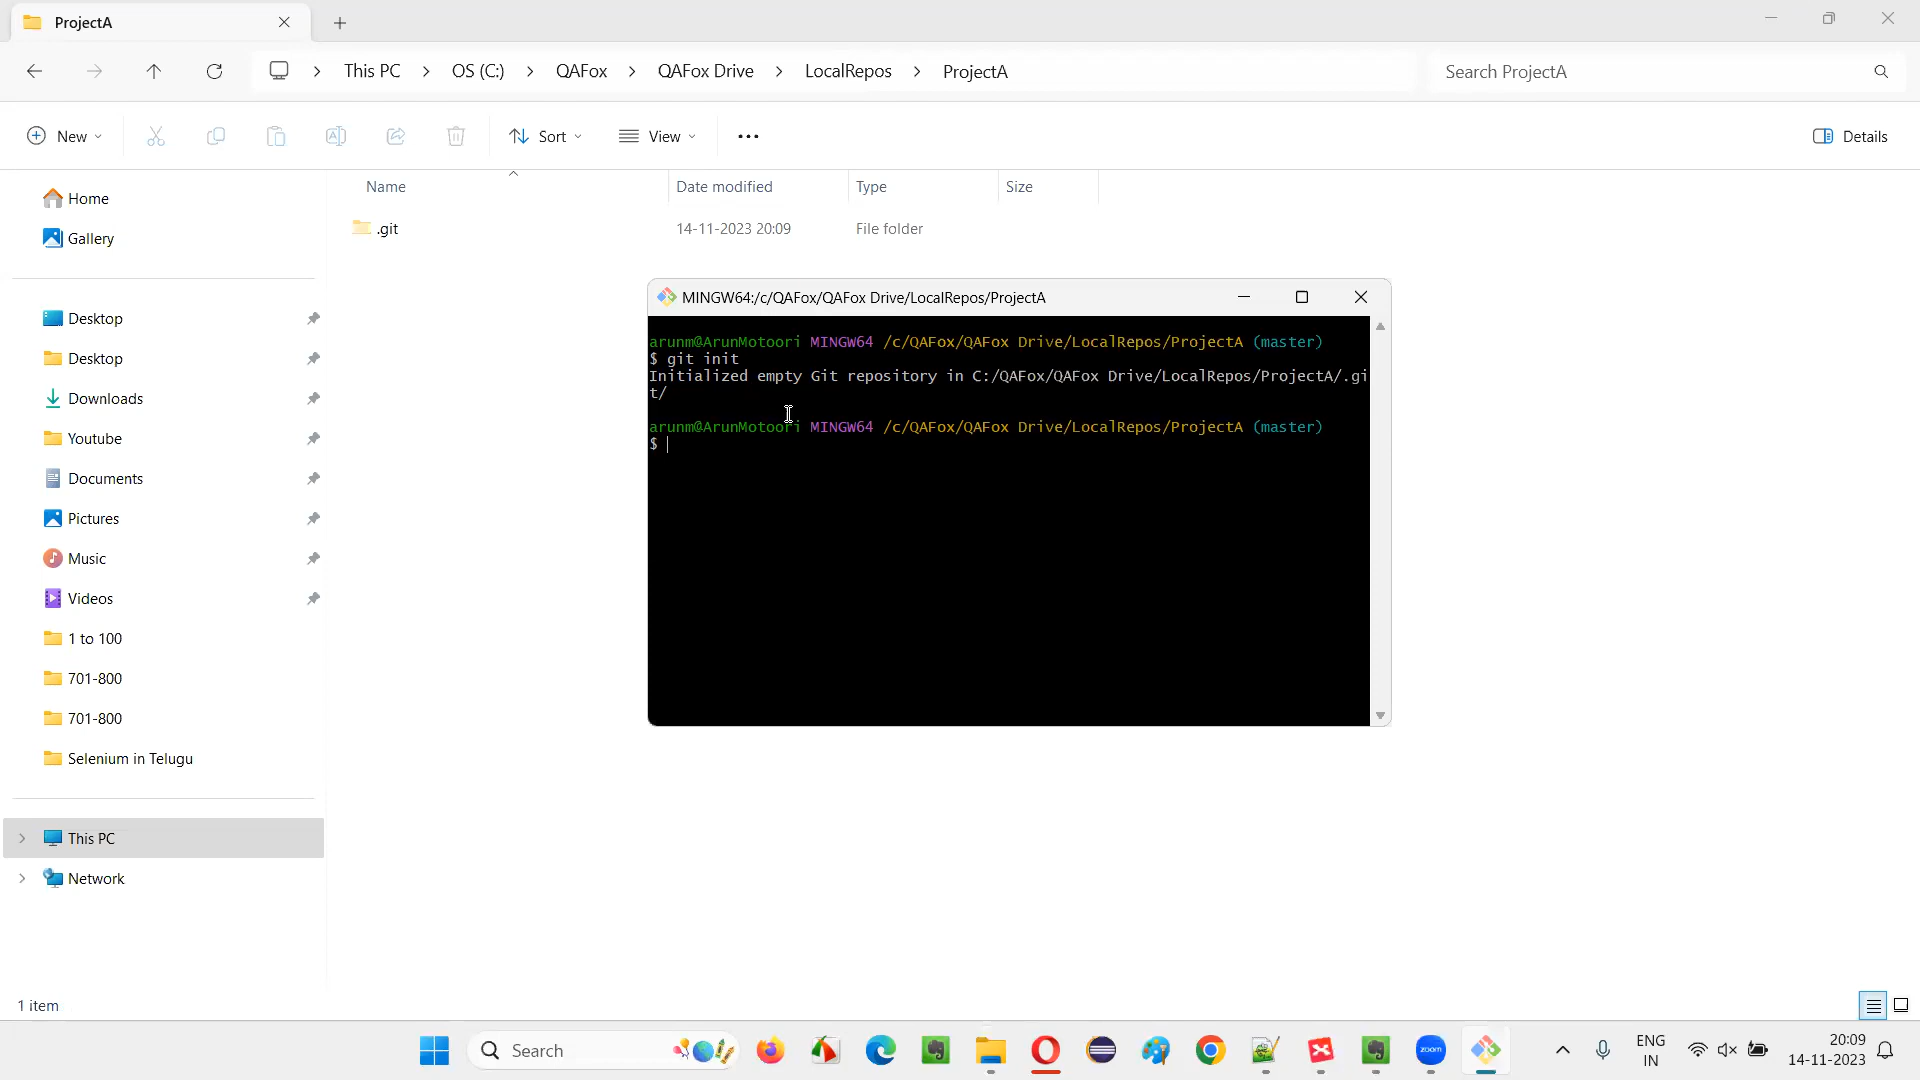 ProjectA
This PC > OS (C:) > QAFox > QAFox Drive > LocalRepos > ProjectA
Search ProjectA
New
Sort
View
Details
Name
Date modified
Type
Size
.git
14-11-2023 20:09
File folder
Home
Gallery
Desktop
Desktop
Downloads
Youtube
Documents
Pictures
Music
Videos
1 to 100
701-800
701-800
Selenium in Telugu
This PC
Network
1 item
MINGW64:/c/QAFox/QAFox Drive/LocalRepos/ProjectA
arunm@ArunMotoori MINGW64 /c/QAFox/QAFox Drive/LocalRepos/ProjectA (master)
$ git init
Initialized empty Git repository in C:/QAFox/QAFox Drive/LocalRepos/ProjectA/.gi
t/
arunm@ArunMotoori MINGW64 /c/QAFox/QAFox Drive/LocalRepos/ProjectA (master)
$
Search
zoom
ENG
IN
20:09
14-11-2023